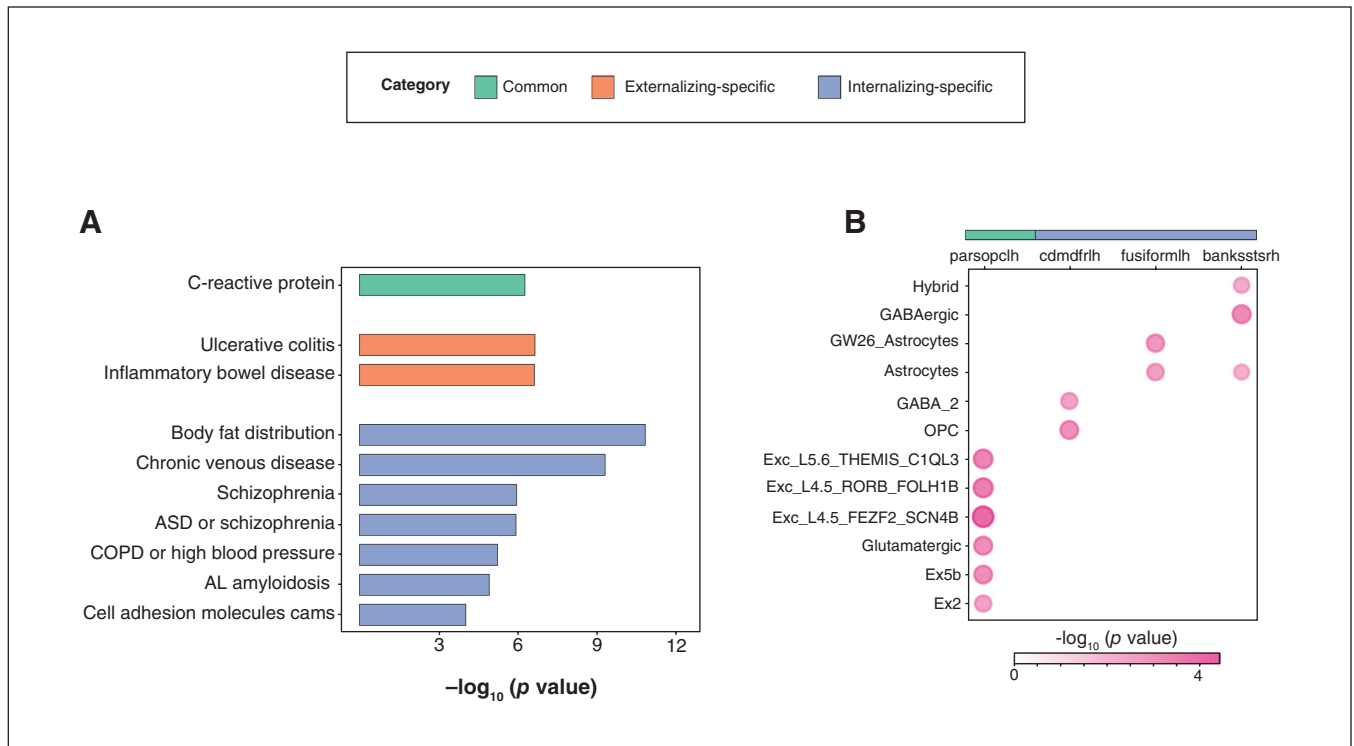 Category Common Externalizing-specific Internalizing-specific
A
C-reactive protein
Ulcerative colitis
Inflammatory bowel disease
Body fat distribution
Chronic venous disease
Schizophrenia
ASD or schizophrenia
COPD or high blood pressure
AL amyloidosis
Cell adhesion molecules cams
3 6 9 12
–log10 (p value)
B
parsopclh cdmdfrlh fusiformlh banksstsrh
Hybrid
GABAergic
GW26_Astrocytes
Astrocytes
GABA_2
OPC
Exc_L5.6_THEMIS_C1QL3
Exc_L4.5_RORB_FOLH1B
Exc_L4.5_FEZF2_SCN4B
Glutamatergic
Ex5b
Ex2
-log10 (p value)
0 4